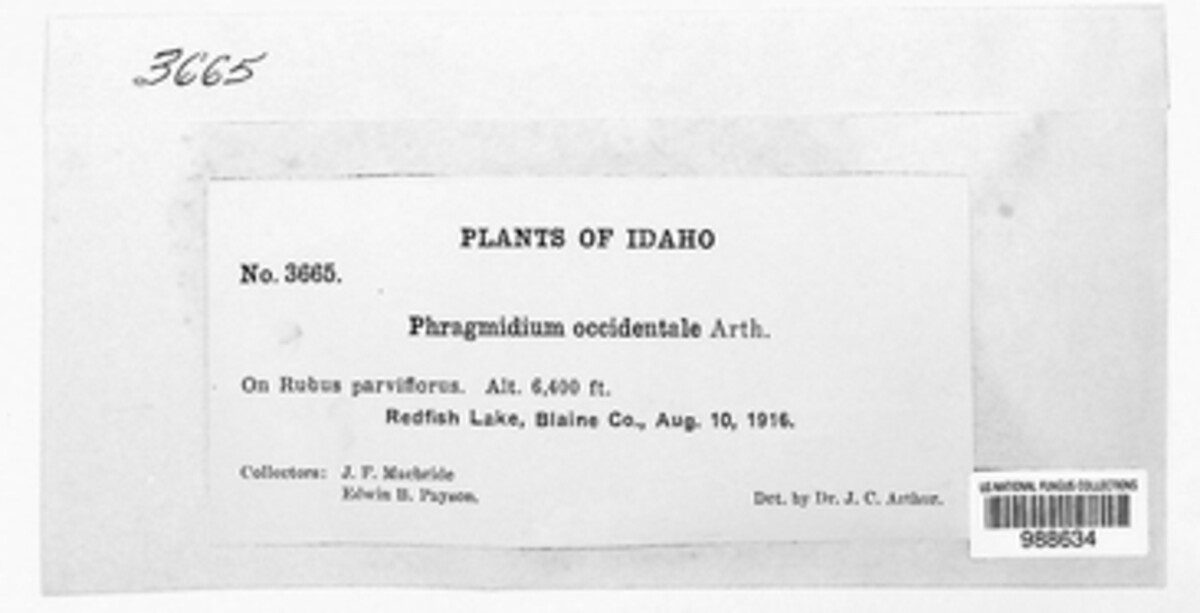 3665
PLANTS OF IDAHO
No. 3665.
Phragmidium occidentale Arth.
On Rubus parviflorus. Alt. 6,400 ft.
Redfish Lake, Blaine Co., Aug. 10, 1916.
Collectors: J. F. Macbride
Edwin B. Payson.
Det. by Dr. J. C. Arthur.
US NATIONAL FUNGUS COLLECTIONS
988634